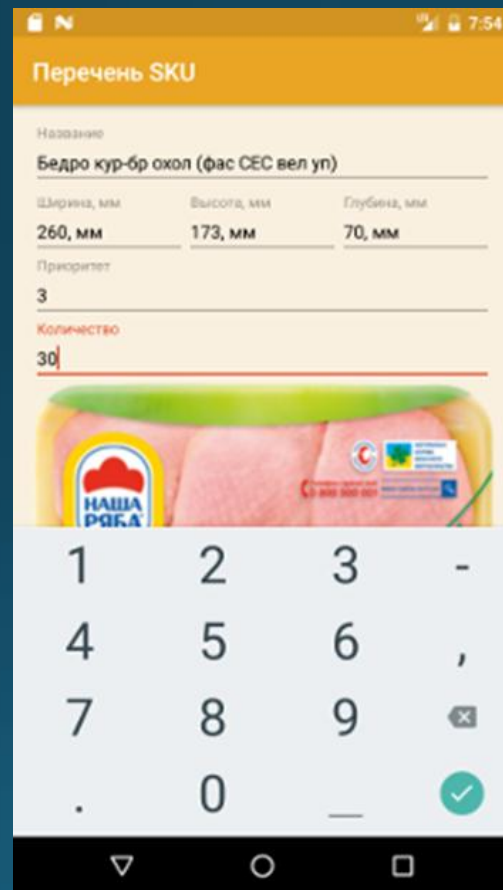 7:54
Перечень SKU
Название
Бедро кур-бр охол (фас СЕС вел уп)
Ширина, мм Высота, мм Глубина, мм
260, мм 173, мм 70, мм
Приоритет
3
Количество
30
НАША
РЯБА
1 2 3 -
4 5 6 ,
7 8 9
. 0 _